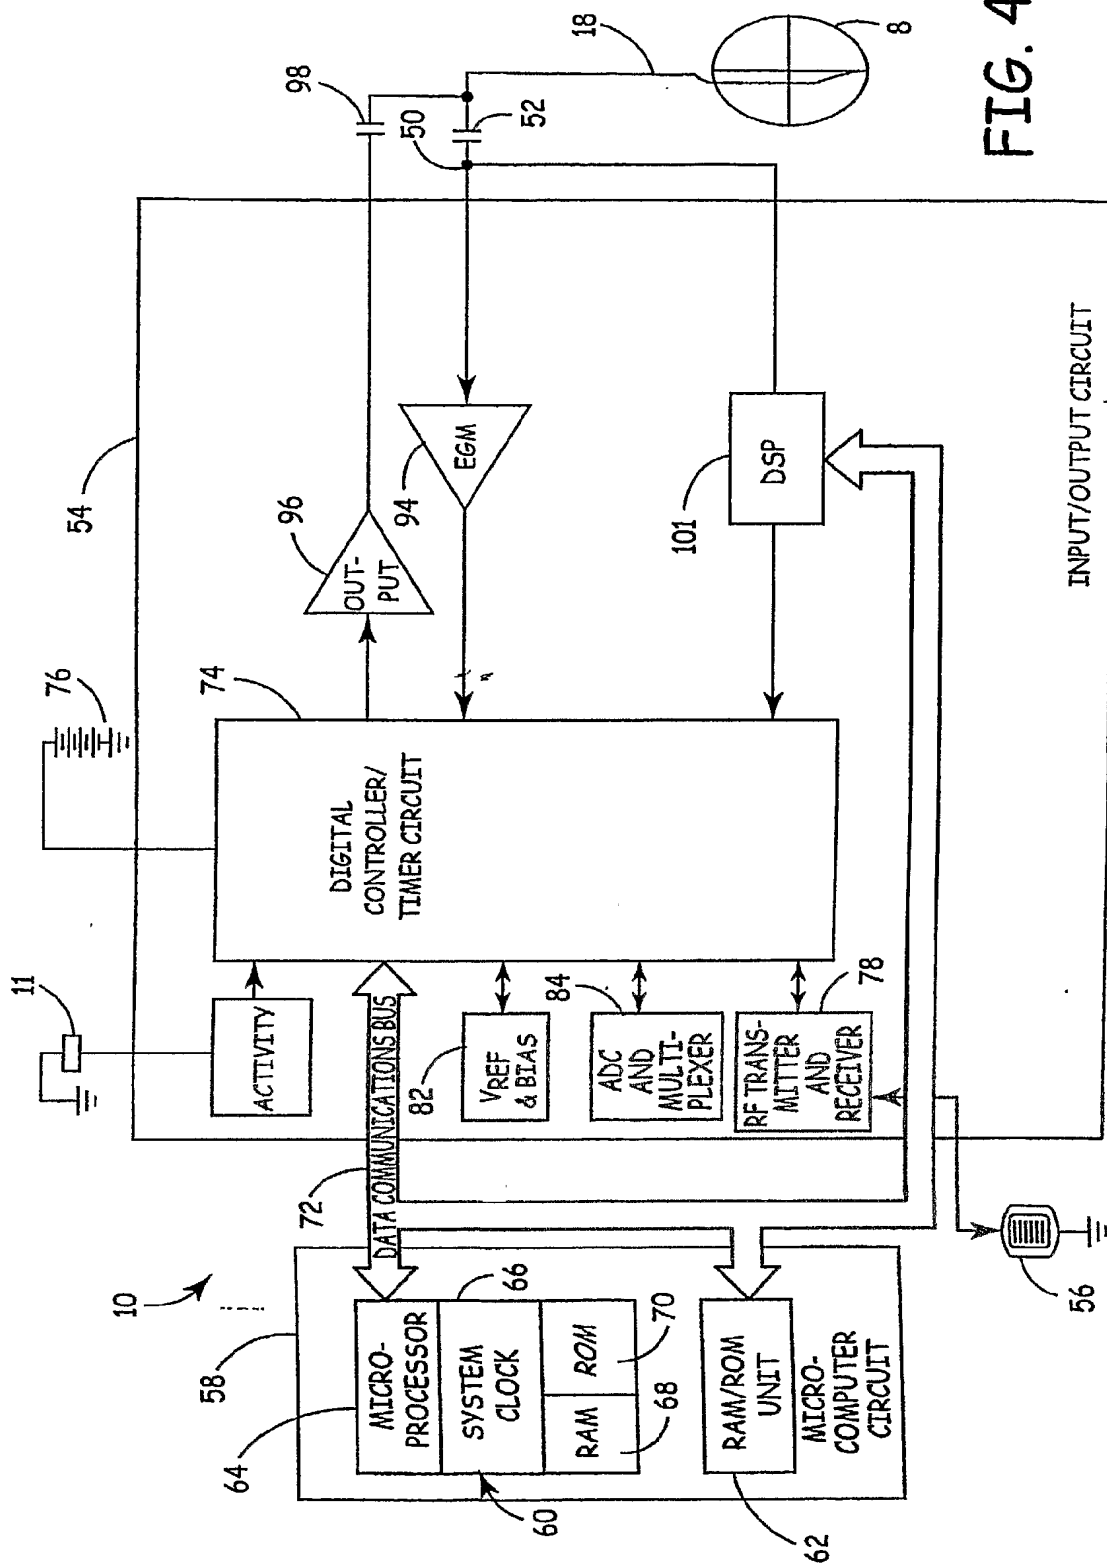 10
58
64
MICRO-
PROCESSOR
66
SYSTEM
CLOCK
60
RAM
ROM
68
70
RAM/ROM
UNIT
62
MICRO-
COMPUTER
CIRCUIT
72
DATA COMMUNICATIONS BUS
56
11
ACTIVITY
82
VREF
& BIAS
84
ADC
AND
MULTI-
PLEXER
78
RF TRANS-
MITTER
AND
RECEIVER
76
74
DIGITAL
CONTROLLER/
TIMER CIRCUIT
54
96
OUT-
PUT
94
EGM
101
DSP
INPUT/OUTPUT CIRCUIT
98
50
52
18
8
FIG. 4